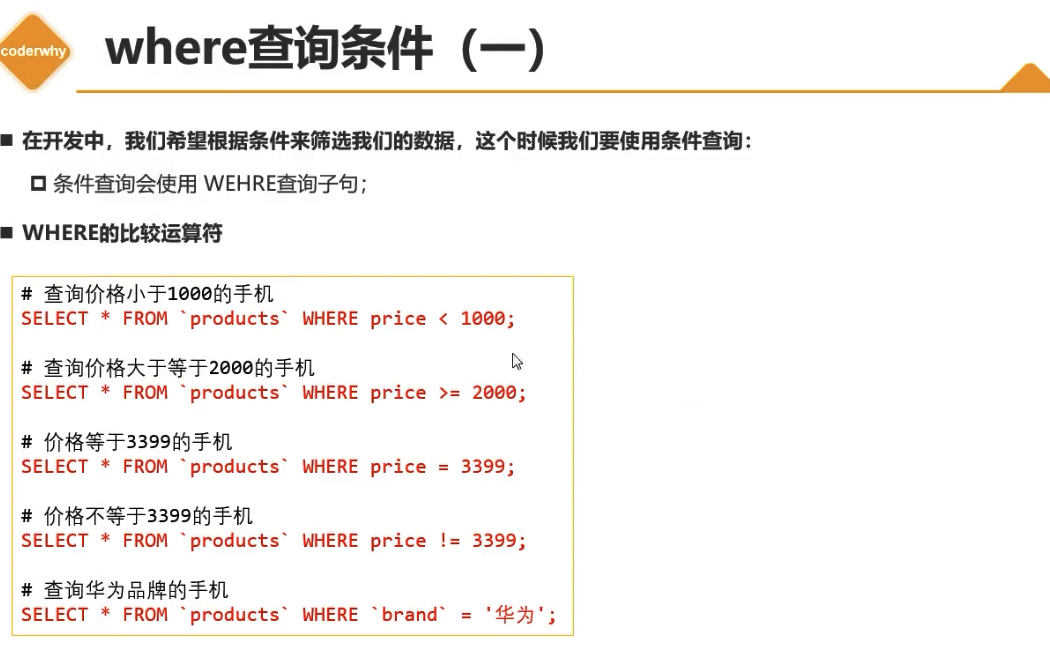 coderwhy
where查询条件（一）
在开发中，我们希望根据条件来筛选我们的数据，这个时候我们要使用条件查询：
条件查询会使用 WEHRE查询子句；
WHERE的比较运算符
# 查询价格小于1000的手机
SELECT * FROM `products` WHERE price < 1000;
# 查询价格大于等于2000的手机
SELECT * FROM `products` WHERE price >= 2000;
# 价格等于3399的手机
SELECT * FROM `products` WHERE price = 3399;
# 价格不等于3399的手机
SELECT * FROM `products` WHERE price != 3399;
# 查询华为品牌的手机
SELECT * FROM `products` WHERE `brand` = '华为';